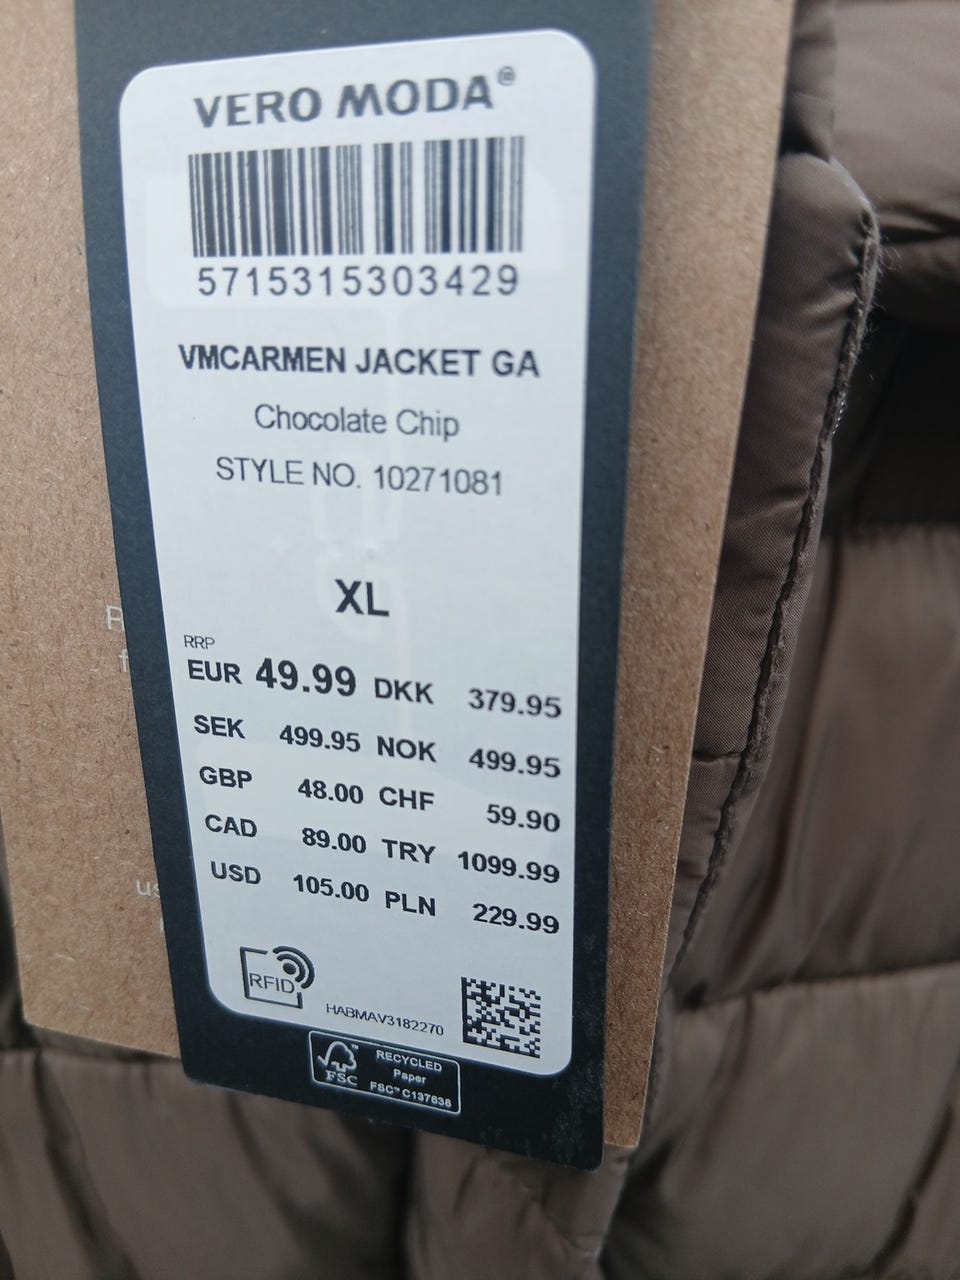 VERO MODA®
5715315303429
VMCARMEN JACKET GA
Chocolate Chip
STYLE NO. 10271081
XL
RRP
EUR 49.99 DKK 379.95
SEK 499.95 NOK 499.95
GBP 48.00 CHF 59.90
CAD 89.00 TRY 1099.99
USD 105.00 PLN 229.99
RFID
HABMAV3182270
FSC™
RECYCLED
Paper
FSC™ C137636